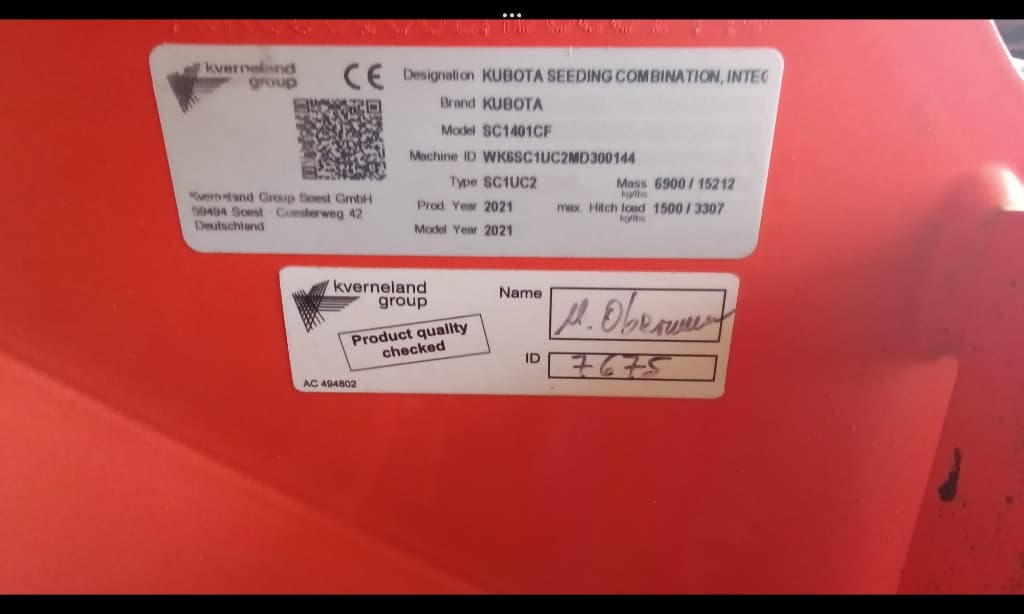 kverneland
group
CE
Designation KUBOTA SEEDING COMBINATION, INTEG
Brand KUBOTA
Model SC1401CF
Machine ID WK6SC1UC2MD300144
Type SC1UC2 Mass 6900 / 15212
kg/lbs
Prod. Year 2021 max. Hitch load 1500 / 3307
kg/lbs
Model Year 2021
Kverneland Group Soest GmbH
59494 Soest - Coesterweg 42
Deutschland
kverneland
group
Product quality
checked
AC 494802
Name
ID 7675